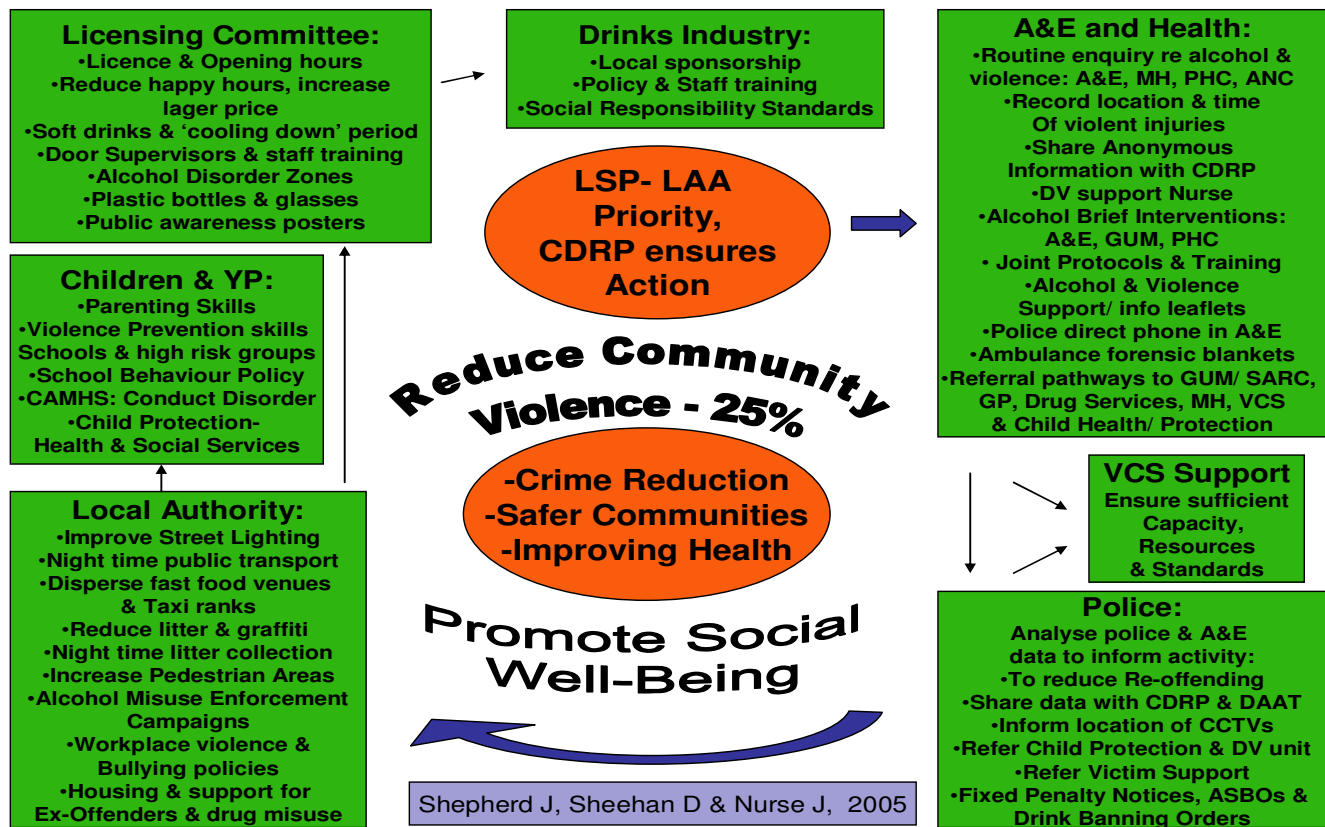 Licensing Committee:
•Licence & Opening hours
•Reduce happy hours, increase
lager price
•Soft drinks & ‘cooling down’ period
•Door Supervisors & staff training
•Alcohol Disorder Zones
•Plastic bottles & glasses
•Public awareness posters
Drinks Industry:
•Local sponsorship
•Policy & Staff training
•Social Responsibility Standards
A&E and Health:
•Routine enquiry re alcohol &
violence: A&E, MH, PHC, ANC
•Record location & time
Of violent injuries
•Share Anonymous
Information with CDRP
•DV support Nurse
•Alcohol Brief Interventions:
A&E, GUM, PHC
• Joint Protocols & Training
•Alcohol & Violence
Support/ info leaflets
•Police direct phone in A&E
•Ambulance forensic blankets
•Referral pathways to GUM/ SARC,
GP, Drug Services, MH, VCS
& Child Health/ Protection
LSP- LAA
Priority,
CDRP ensures
Action
Children & YP:
•Parenting Skills
•Violence Prevention skills
Schools & high risk groups
•School Behaviour Policy
•CAMHS: Conduct Disorder
•Child Protection-
Health & Social Services
Reduce Community
Violence - 25%
-Crime Reduction
-Safer Communities
-Improving Health
VCS Support
Ensure sufficient
Capacity,
Resources
& Standards
Local Authority:
•Improve Street Lighting
•Night time public transport
•Disperse fast food venues
& Taxi ranks
•Reduce litter & graffiti
•Night time litter collection
•Increase Pedestrian Areas
•Alcohol Misuse Enforcement
Campaigns
•Workplace violence &
Bullying policies
•Housing & support for
Ex-Offenders & drug misuse
Promote Social
Well-Being
Police:
Analyse police & A&E
data to inform activity:
•To reduce Re-offending
•Share data with CDRP & DAAT
•Inform location of CCTVs
•Refer Child Protection & DV unit
•Refer Victim Support
•Fixed Penalty Notices, ASBOs &
Drink Banning Orders
Shepherd J, Sheehan D & Nurse J, 2005